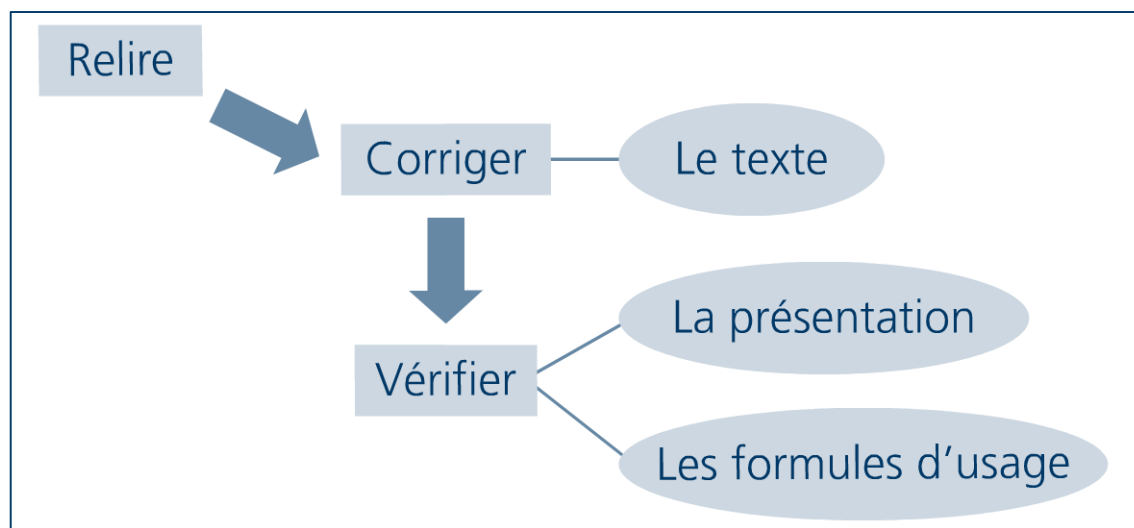 Relire
Corriger
Le texte
La présentation
Vérifier
Les formules d’usage